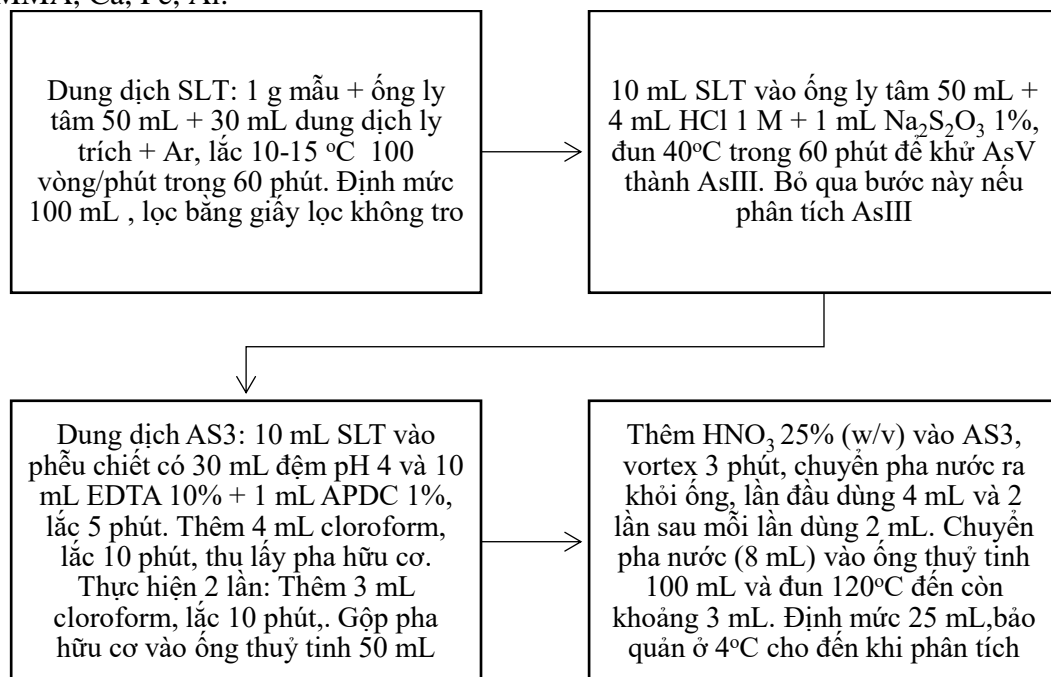 MMA, Ca, Fe, Al.
Dung dịch SLT: 1 g mẫu + ống ly
tâm 50 mL + 30 mL dung dịch ly
trích + Ar, lắc 10-15 °C 100
vòng/phút trong 60 phút. Định mức
100 mL , lọc bằng giấy lọc không tro
10 mL SLT vào ống ly tâm 50 mL +
4 mL HCl 1 M + 1 mL Na₂S₂O₃ 1%,
đun 40°C trong 60 phút để khử AsV
thành AsIII. Bỏ qua bước này nếu
phân tích AsIII
Dung dịch AS3: 10 mL SLT vào
phễu chiết có 30 mL đệm pH 4 và 10
mL EDTA 10% + 1 mL APDC 1%,
lắc 5 phút. Thêm 4 mL cloroform,
lắc 10 phút, thu lấy pha hữu cơ.
Thực hiện 2 lần: Thêm 3 mL
cloroform, lắc 10 phút,. Gộp pha
hữu cơ vào ống thuỷ tinh 50 mL
Thêm HNO₃ 25% (w/v) vào AS3,
vortex 3 phút, chuyển pha nước ra
khỏi ống, lần đầu dùng 4 mL và 2
lần sau mỗi lần dùng 2 mL. Chuyển
pha nước (8 mL) vào ống thuỷ tinh
100 mL và đun 120°C đến còn
khoảng 3 mL. Định mức 25 mL,bảo
quản ở 4°C cho đến khi phân tích